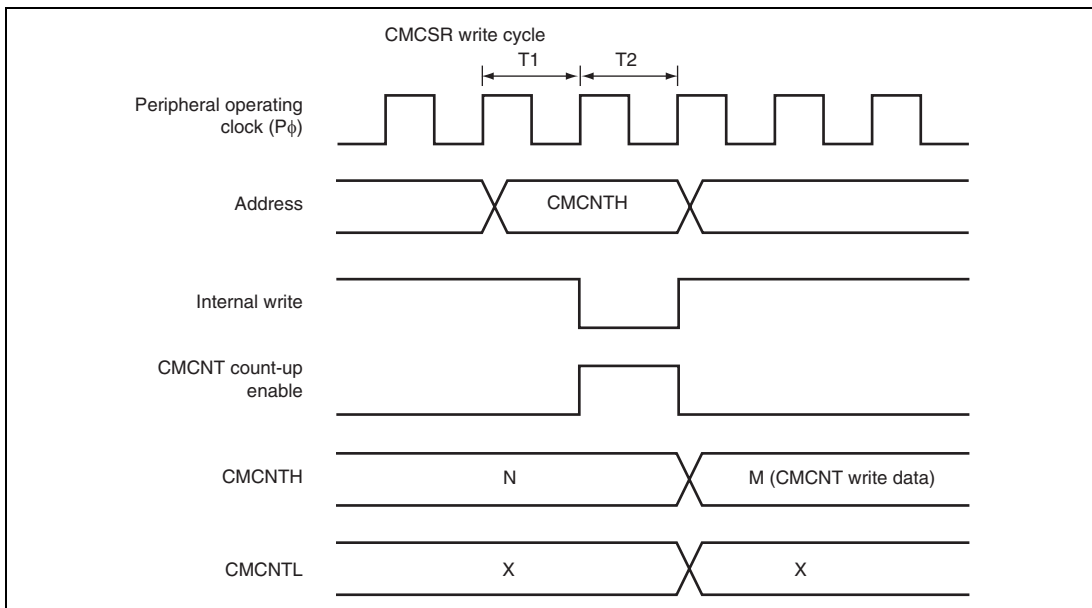 CMCSR write cycle
T1 T2
Peripheral operating
clock (Pϕ)
Address
CMCNTH
Internal write
CMCNT count-up
enable
CMCNTH
N
M (CMCNT write data)
CMCNTL
X
X